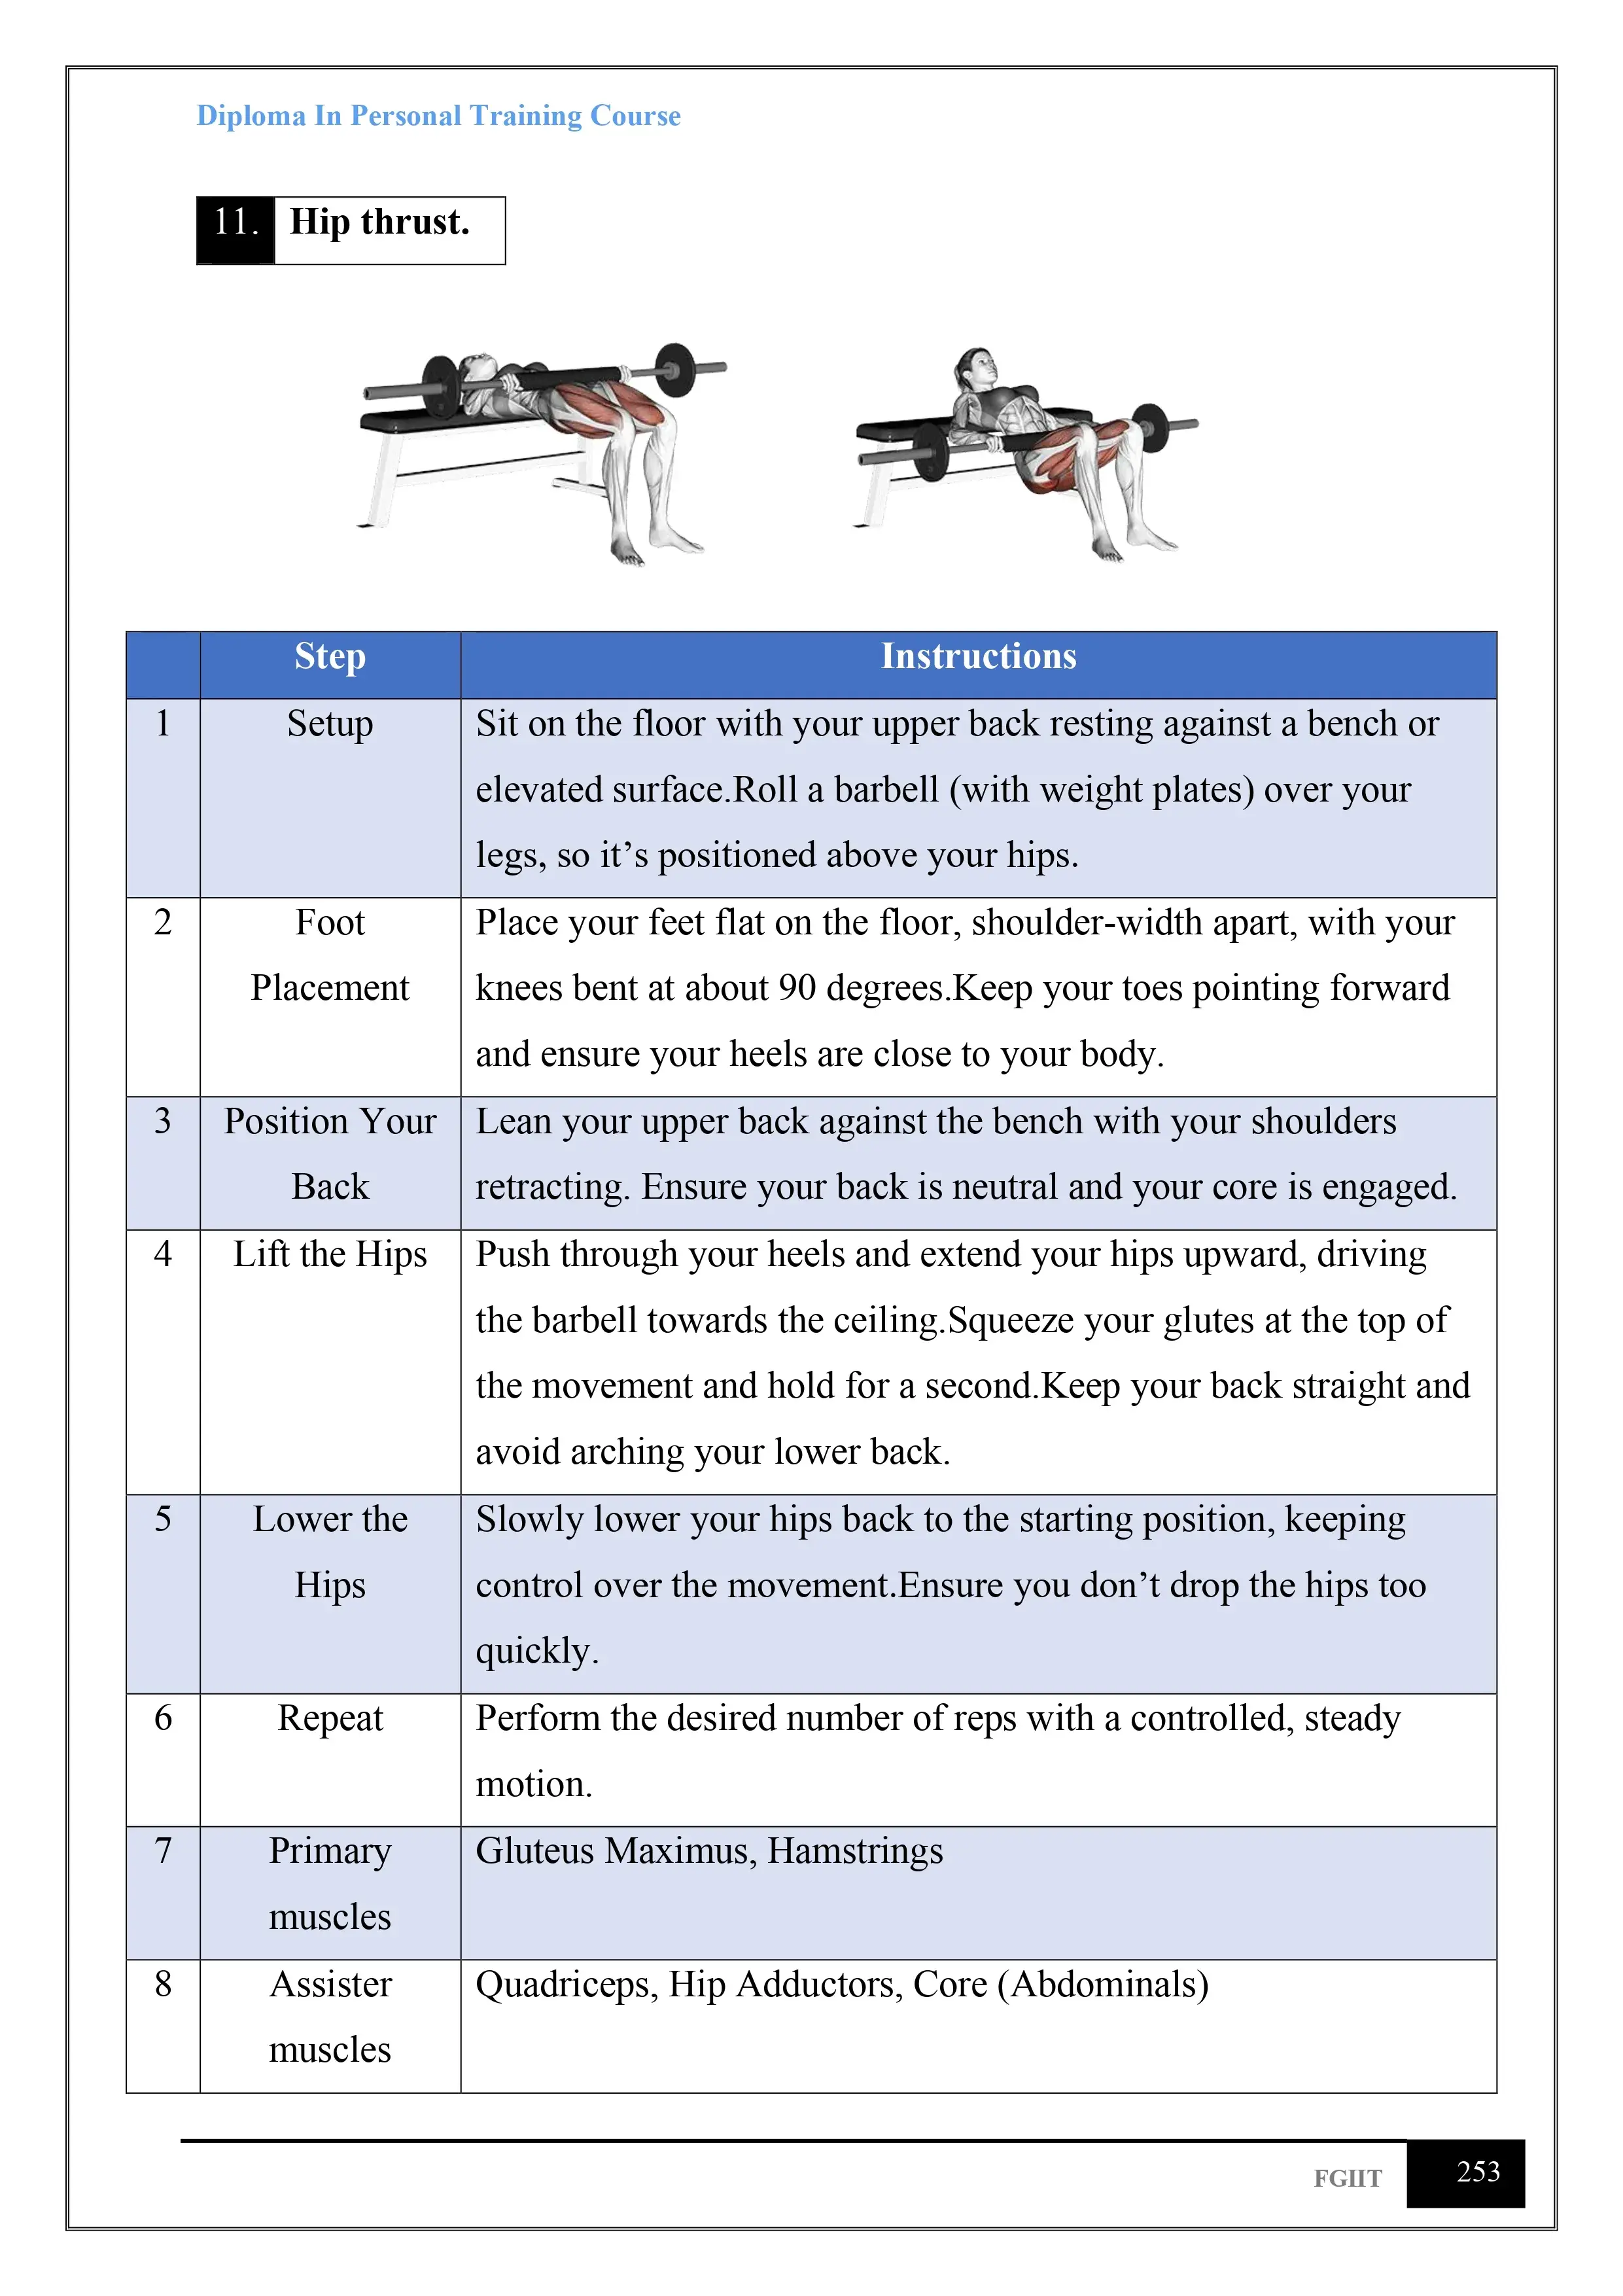 Diploma In Personal Training Course
11. Hip thrust.
Step Instructions
1 Setup Sit on the floor with your upper back resting against a bench or
elevated surface.Roll a barbell (with weight plates) over your
legs, so it’s positioned above your hips.
2 Foot Place your feet flat on the floor, shoulder-width apart, with your
Placement knees bent at about 90 degrees.Keep your toes pointing forward
and ensure your heels are close to your body.
3 Position Your Lean your upper back against the bench with your shoulders
Back retracting. Ensure your back is neutral and your core is engaged.
4 Lift the Hips Push through your heels and extend your hips upward, driving
the barbell towards the ceiling.Squeeze your glutes at the top of
the movement and hold for a second.Keep your back straight and
avoid arching your lower back.
5 Lower the Slowly lower your hips back to the starting position, keeping
Hips control over the movement.Ensure you don’t drop the hips too
quickly.
6 Repeat Perform the desired number of reps with a controlled, steady
motion.
7 Primary Gluteus Maximus, Hamstrings
muscles
8 Assister Quadriceps, Hip Adductors, Core (Abdominals)
muscles
FGIIT 253